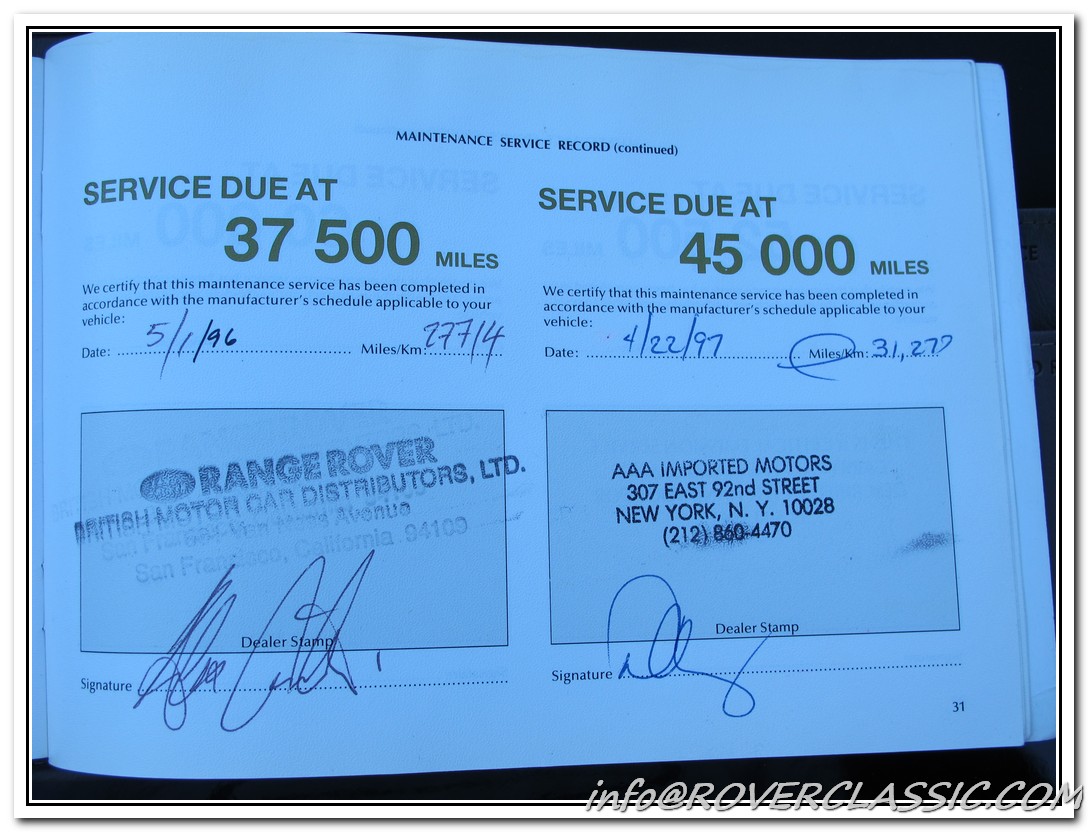 MAINTENANCE SERVICE RECORD (continued)
SERVICE DUE AT
37 500 MILES
We certify that this maintenance service has been completed in
accordance with the manufacturer's schedule applicable to your
vehicle:
Date: 5/1/96 Miles/Km: 27714
RANGE ROVER
BRITISH MOTOR CAR DISTRIBUTORS, LTD.
San Van Ness Avenue
San Francisco, California 94109
Dealer Stamp
Signature
SERVICE DUE AT
45 000 MILES
We certify that this maintenance service has been completed in
accordance with the manufacturer's schedule applicable to your
vehicle:
Date: 4/22/97 Miles/Km: 31,277
AAA IMPORTED MOTORS
307 EAST 92nd STREET
NEW YORK, N. Y. 10028
(212) 860-4470
Dealer Stamp
Signature
31
info@ROVERCLASSIC.COM